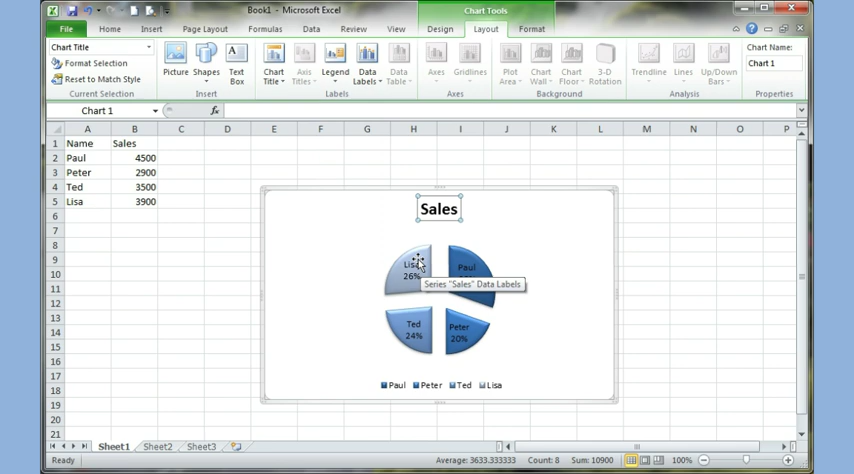 Book1 - Microsoft Excel
Chart Tools
File Home Insert Page Layout Formulas Data Review View Design Layout Format
Chart Title
Format Selection
Reset to Match Style
Current Selection
Picture Shapes Text Box
Insert
Chart Title Axis Titles Legend Data Labels Data Table
Labels
Axes Gridlines
Axes
Plot Area Chart Wall Chart Floor 3-D Rotation
Background
Trendline Lines Up/Down Bars
Analysis
Chart Name:
Chart 1
Properties
Chart 1 fx
A B C D E F G H I J K L M N O P
1 Name Sales
2 Paul 4500
3 Peter 2900
4 Ted 3500
5 Lisa 3900
6
7
8
9
10
11
12
13
14
15
16
17
18
19
20
21
Sales
Lisa
26%
Paul
Series "Sales" Data Labels
Ted
24%
Peter
20%
Paul Peter Ted Lisa
Sheet1 Sheet2 Sheet3
Ready Average: 3633.333333 Count: 8 Sum: 10900 100%